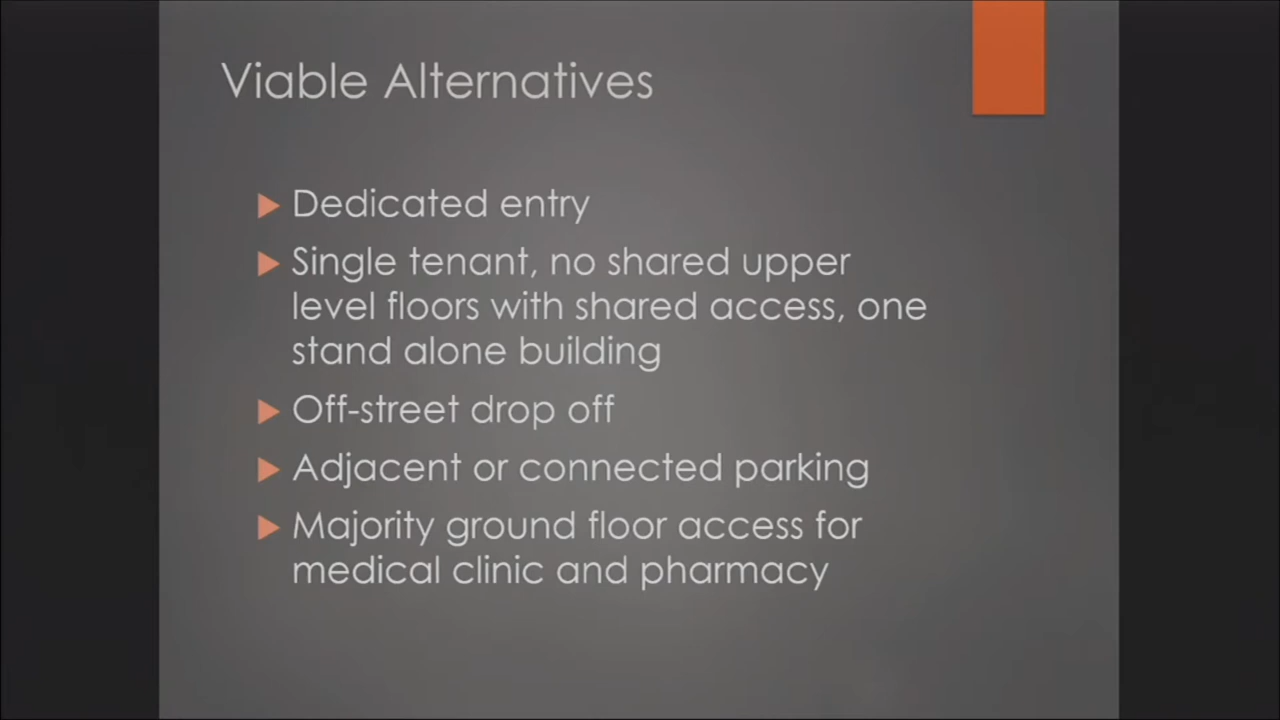 Viable Alternatives
Dedicated entry
Single tenant, no shared upper
level floors with shared access, one
stand alone building
Off-street drop off
Adjacent or connected parking
Majority ground floor access for
medical clinic and pharmacy